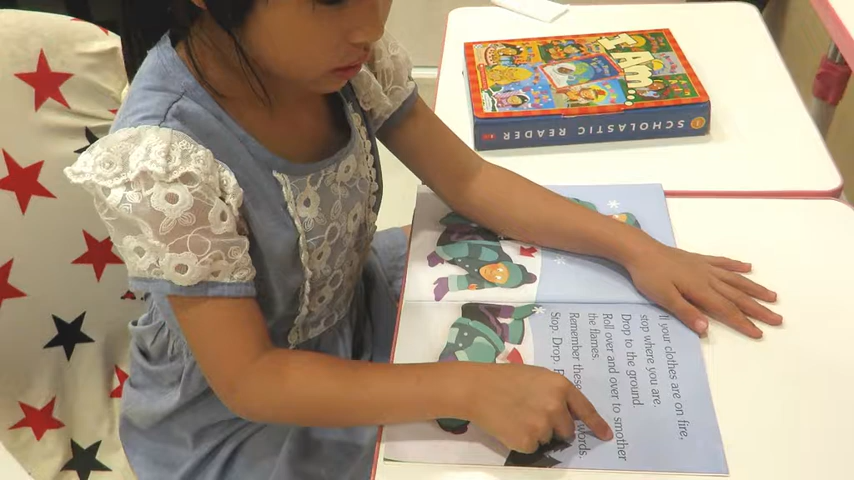 I Am...
SCHOLASTIC READER
If your clothes are on fire,
stop where you are.
Drop to the ground.
Roll over and over to smother
the flames.
Remember these words.
Stop. Drop.